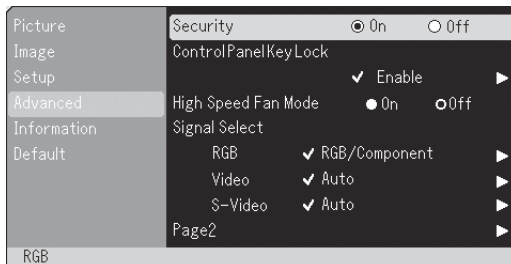 Picture
Image
Setup
Advanced
Information
Default
Security On Off
ControlPanelKeyLock
Enable
High Speed Fan Mode On Off
Signal Select
RGB RGB/Component
Video Auto
S-Video Auto
Page2
RGB